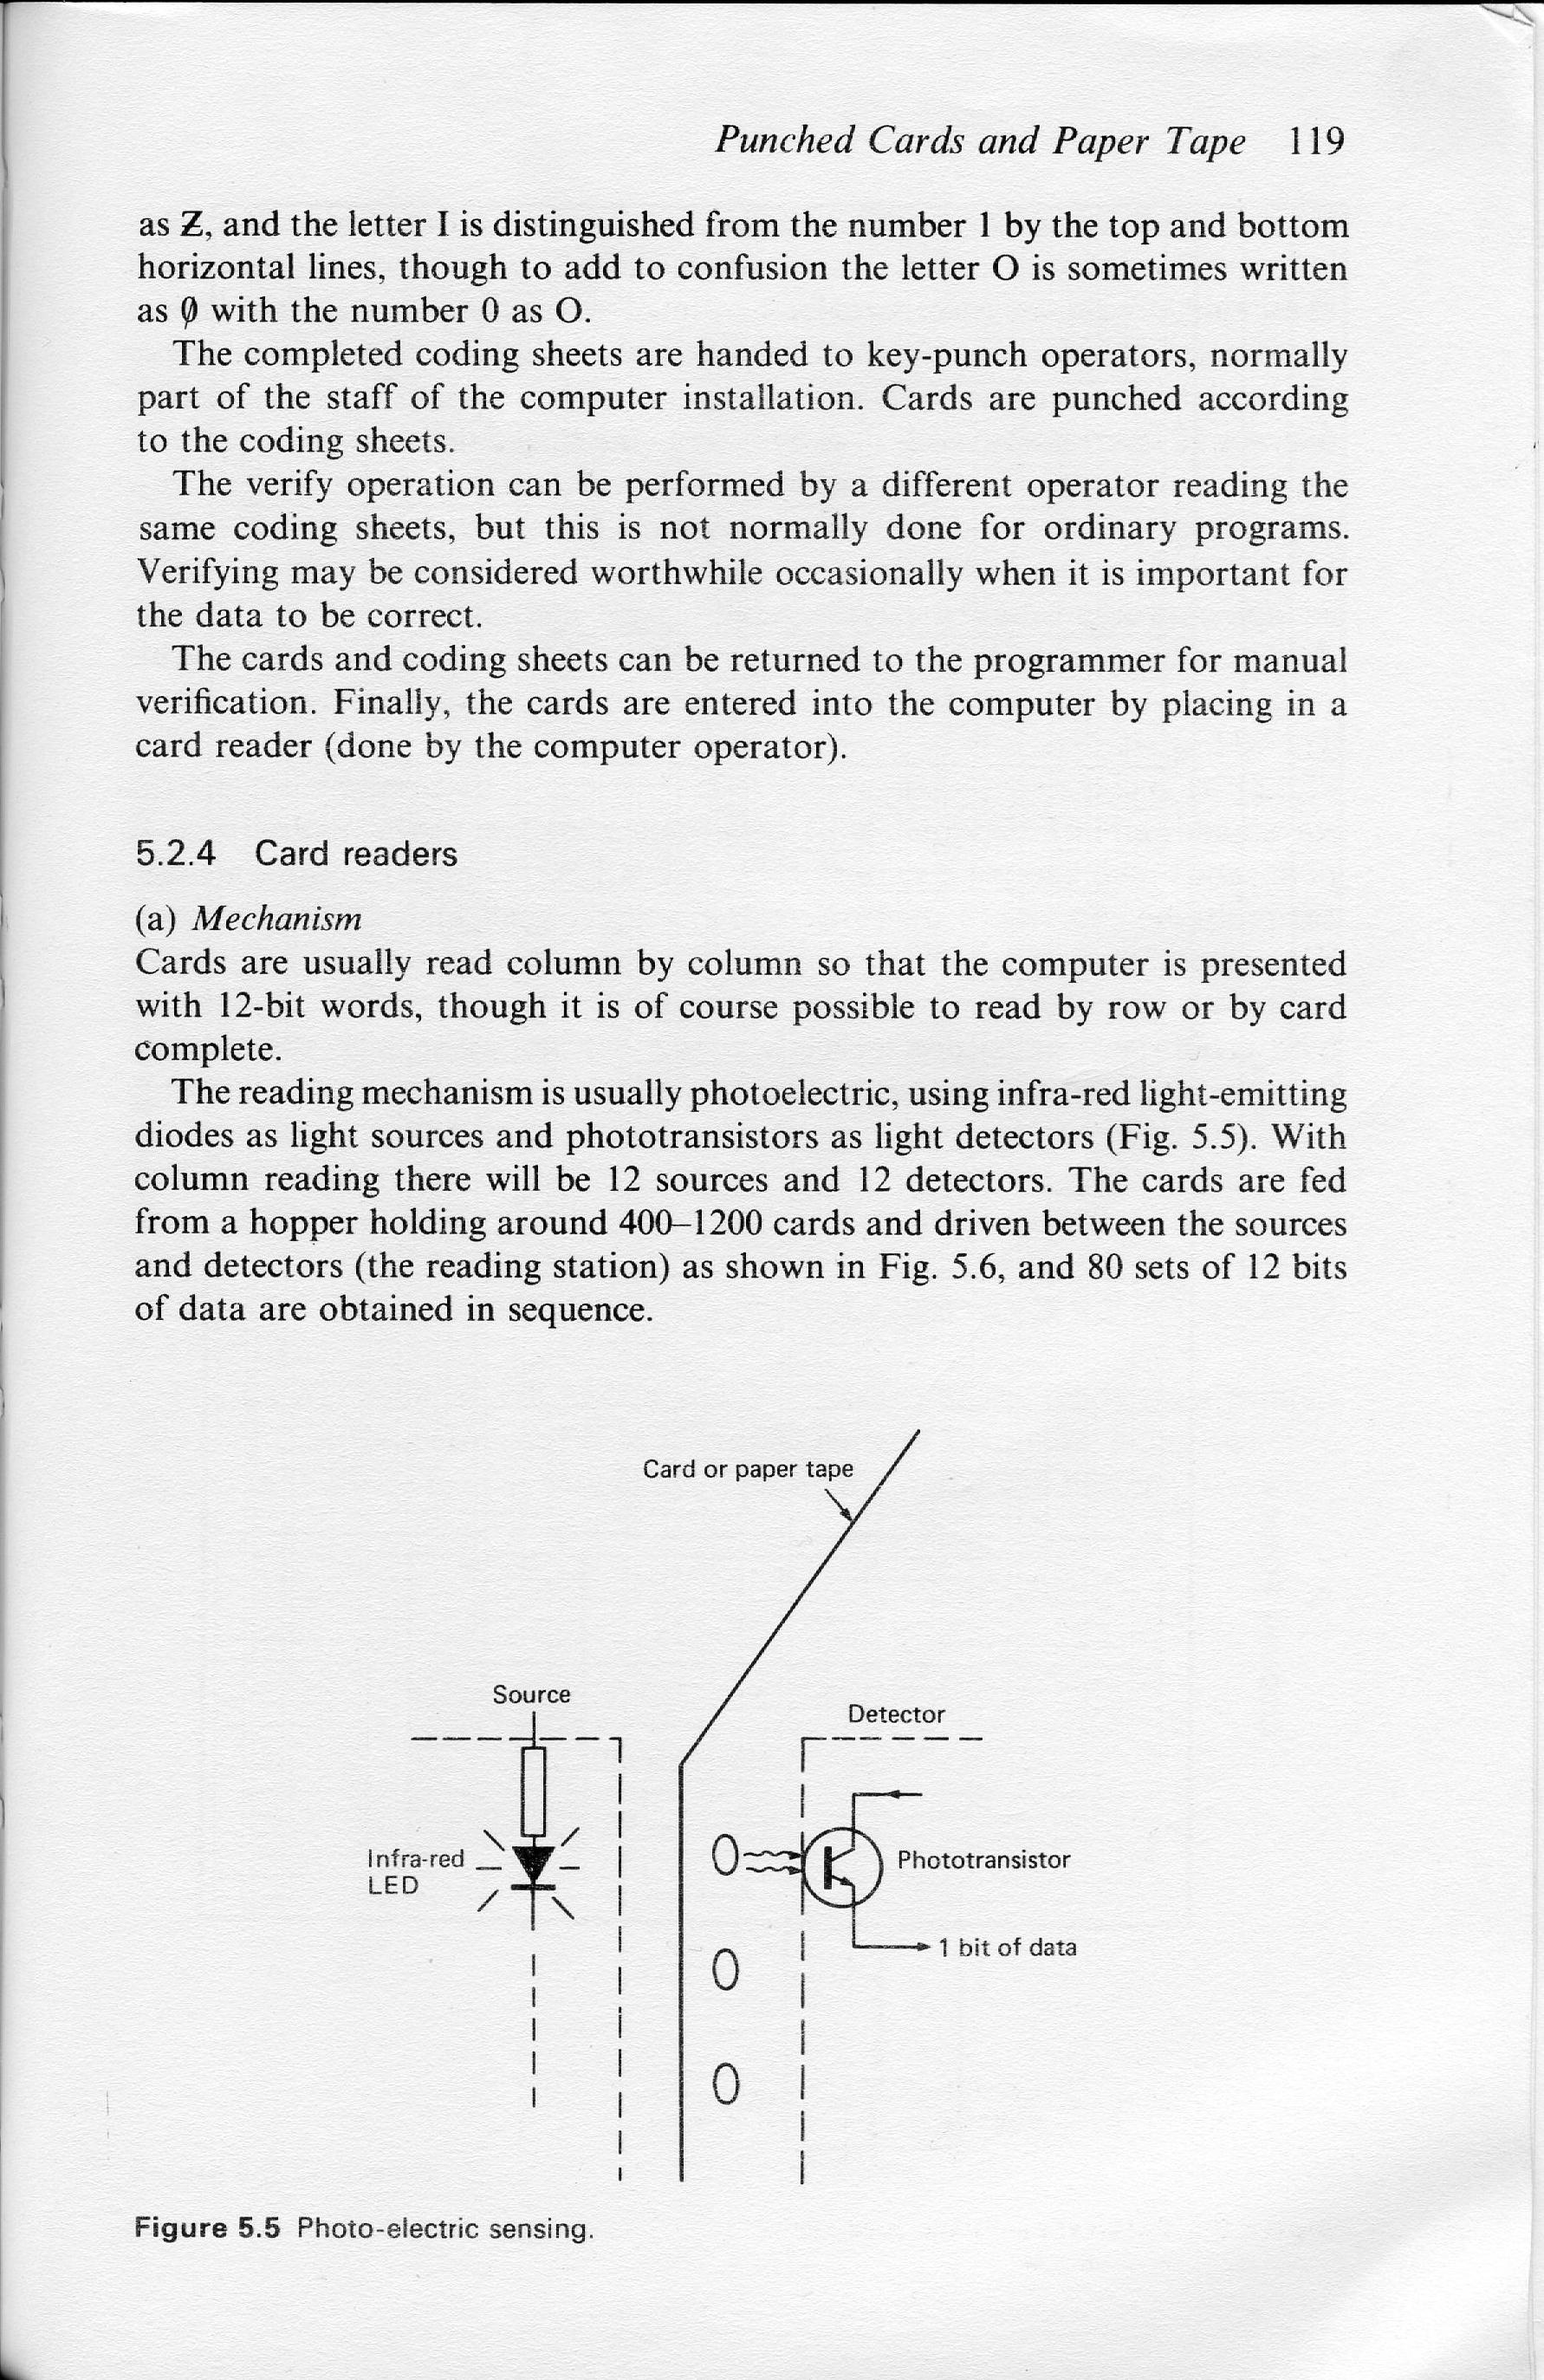 Punched Cards and Paper Tape 119
as Ƶ, and the letter I is distinguished from the number 1 by the top and bottom
horizontal lines, though to add to confusion the letter O is sometimes written
as Ø with the number 0 as O.
The completed coding sheets are handed to key-punch operators, normally
part of the staff of the computer installation. Cards are punched according
to the coding sheets.
The verify operation can be performed by a different operator reading the
same coding sheets, but this is not normally done for ordinary programs.
Verifying may be considered worthwhile occasionally when it is important for
the data to be correct.
The cards and coding sheets can be returned to the programmer for manual
verification. Finally, the cards are entered into the computer by placing in a
card reader (done by the computer operator).
5.2.4 Card readers
(a) Mechanism
Cards are usually read column by column so that the computer is presented
with 12-bit words, though it is of course possible to read by row or by card
complete.
The reading mechanism is usually photoelectric, using infra-red light-emitting
diodes as light sources and phototransistors as light detectors (Fig. 5.5). With
column reading there will be 12 sources and 12 detectors. The cards are fed
from a hopper holding around 400–1200 cards and driven between the sources
and detectors (the reading station) as shown in Fig. 5.6, and 80 sets of 12 bits
of data are obtained in sequence.
Card or paper tape
Source
Detector
Infra-red
LED
Phototransistor
1 bit of data
Figure 5.5 Photo-electric sensing.